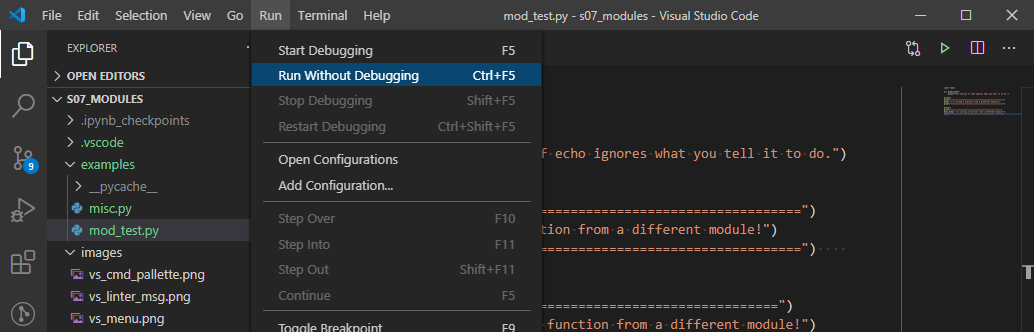 File Edit Selection View Go Run Terminal Help mod_test.py - s07_modules - Visual Studio Code
EXPLORER
OPEN EDITORS
S07_MODULES
.ipynb_checkpoints
.vscode
examples
__pycache__
misc.py
mod_test.py
images
vs_cmd_pallette.png
vs_linter_msg.png
vs_menu.png
9
Start Debugging F5
Run Without Debugging Ctrl+F5
Stop Debugging Shift+F5
Restart Debugging Ctrl+Shift+F5
Open Configurations
Add Configuration...
Step Over F10
Step Into F11
Step Out Shift+F11
Continue F5
Toggle Breakpoint F9
f echo ignores what you tell it to do.")
==================================")
ction from a different module!")
==================================")
===============================")
function from a different module!")